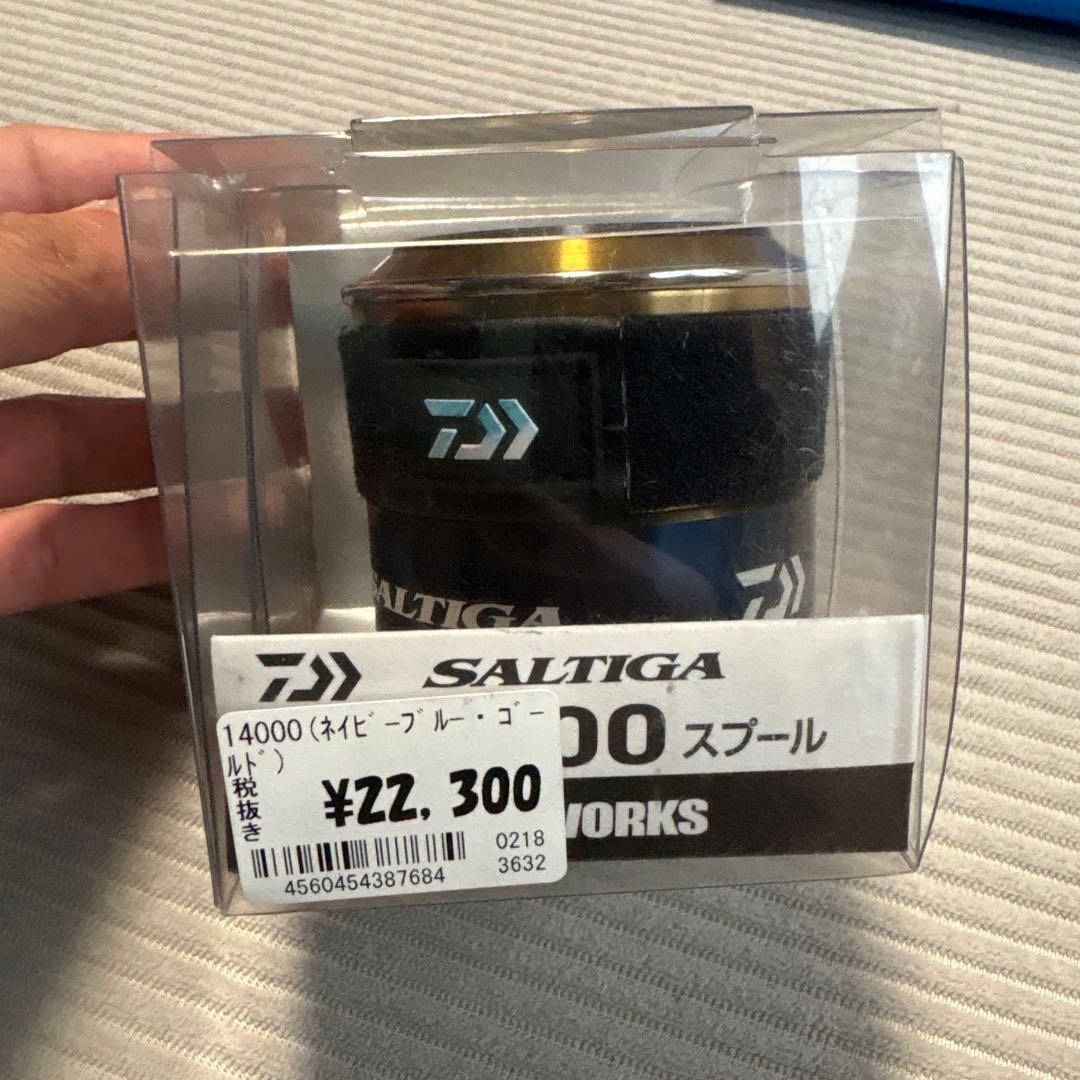 SALTIGA
SALTIGA
00 スプール
WORKS
14000(ﾈｲﾋﾞｰﾌﾞﾙｰ・ｺﾞｰ
ﾙﾄﾞ)
税抜き
¥22,300
0218
3632
4560454387684